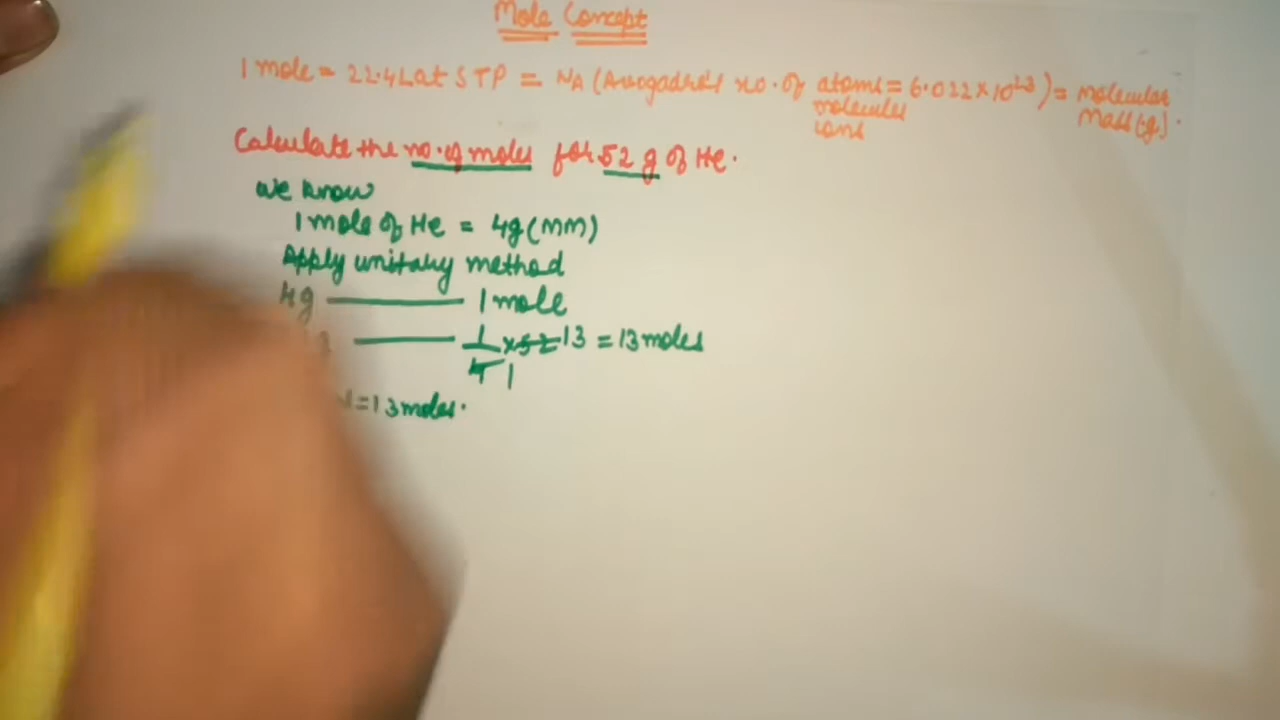 Mole Concept
1 mole = 22.4L at STP = NA (Avogadro's no. of atoms = 6.022 × 10²³) = molecular
molecules Mass(g).
ions
Calculate the no. of moles for 52 g of He.
we know
1 mole of He = 4g (MM)
Apply unitary method
4g 1 mole
1/4 × 52 13 = 13 moles
1
= 13 moles.